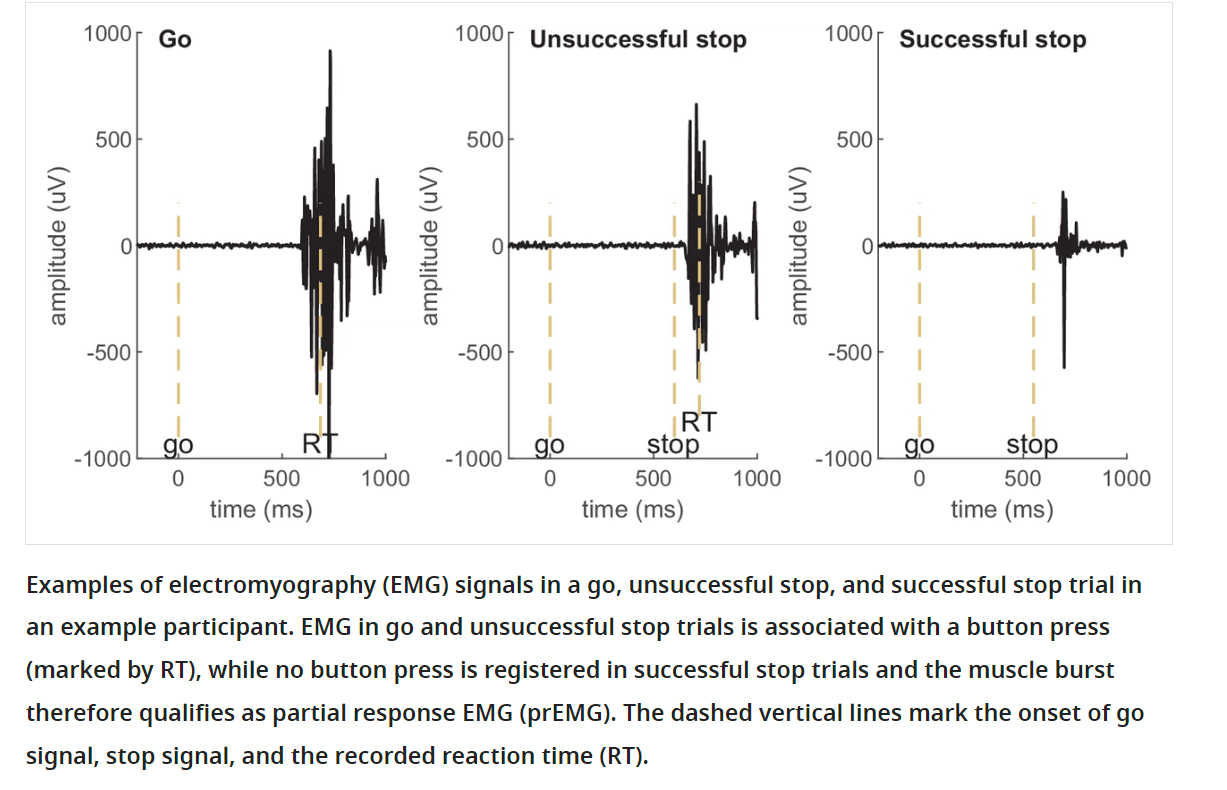 Go
1000
500
0
-500
-1000
amplitude (uV)
go
RT
0
500
1000
time (ms)
Unsuccessful stop
1000
500
0
-500
-1000
amplitude (uV)
go
stop
RT
0
500
1000
time (ms)
Successful stop
1000
500
0
-500
-1000
amplitude (uV)
go
stop
0
500
1000
time (ms)
Examples of electromyography (EMG) signals in a go, unsuccessful stop, and successful stop trial in
an example participant. EMG in go and unsuccessful stop trials is associated with a button press
(marked by RT), while no button press is registered in successful stop trials and the muscle burst
therefore qualifies as partial response EMG (prEMG). The dashed vertical lines mark the onset of go
signal, stop signal, and the recorded reaction time (RT).